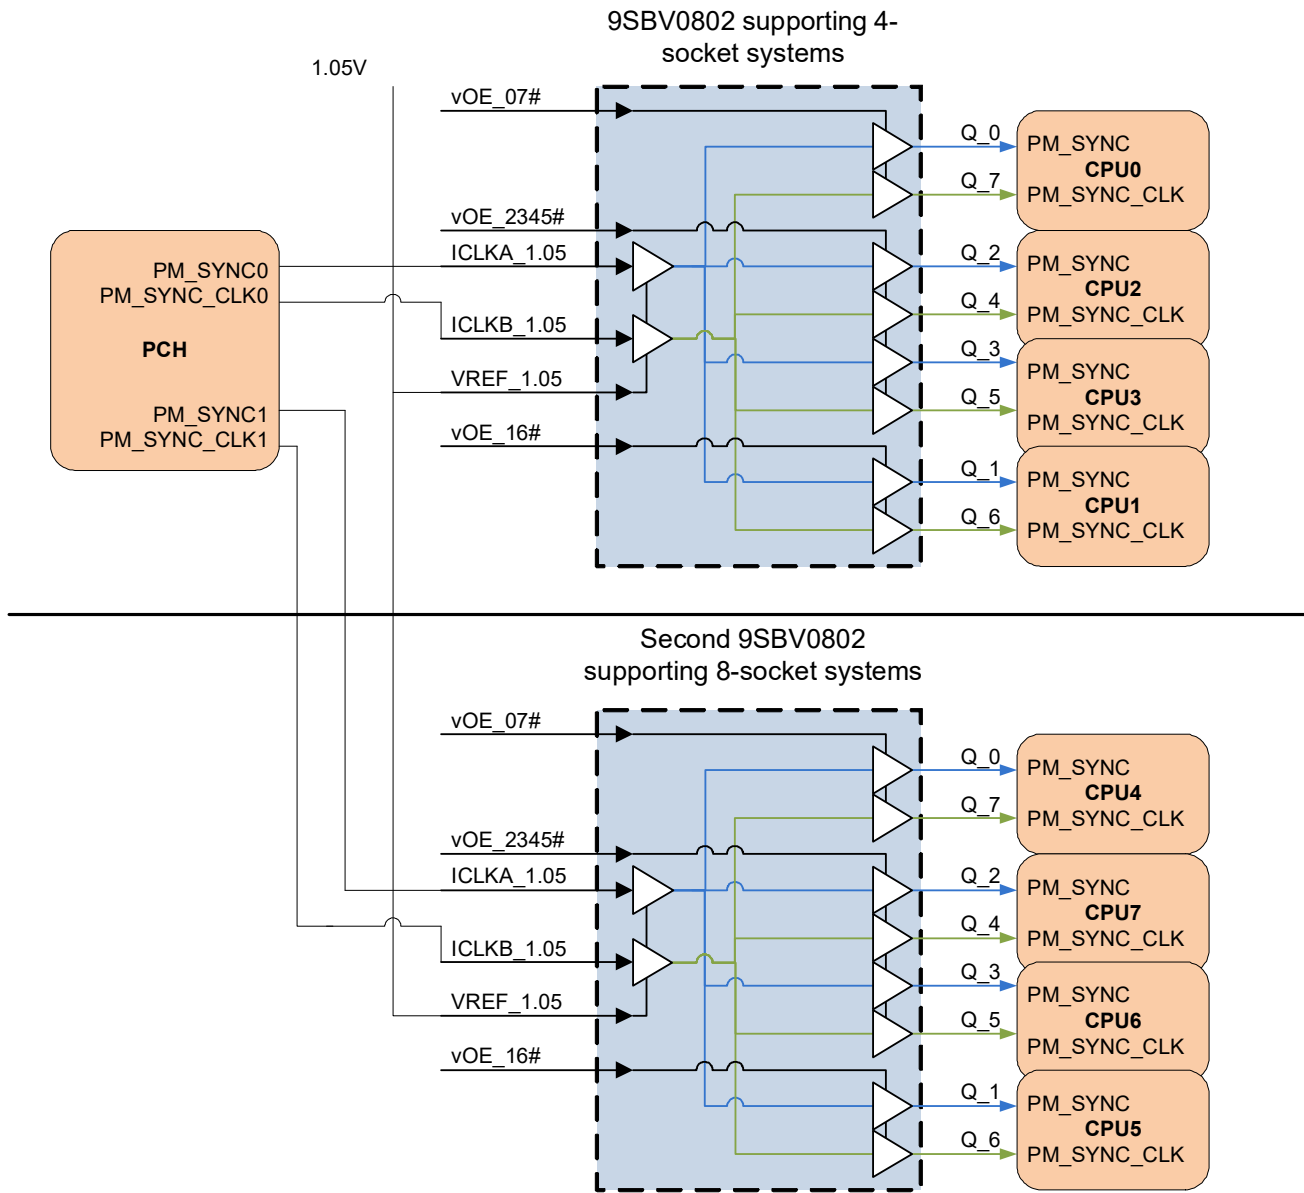 9SBV0802 supporting 4-
socket systems
1.05V
vOE_07#
vOE_2345#
ICLKA_1.05
ICLKB_1.05
VREF_1.05
vOE_16#
PM_SYNC0
PM_SYNC_CLK0
PCH
PM_SYNC1
PM_SYNC_CLK1
Q_0
Q_7
Q_2
Q_4
Q_3
Q_5
Q_1
Q_6
PM_SYNC
CPU0
PM_SYNC_CLK
PM_SYNC
CPU2
PM_SYNC_CLK
PM_SYNC
CPU3
PM_SYNC_CLK
PM_SYNC
CPU1
PM_SYNC_CLK
Second 9SBV0802
supporting 8-socket systems
vOE_07#
vOE_2345#
ICLKA_1.05
ICLKB_1.05
VREF_1.05
vOE_16#
Q_0
Q_7
Q_2
Q_4
Q_3
Q_5
Q_1
Q_6
PM_SYNC
CPU4
PM_SYNC_CLK
PM_SYNC
CPU7
PM_SYNC_CLK
PM_SYNC
CPU6
PM_SYNC_CLK
PM_SYNC
CPU5
PM_SYNC_CLK